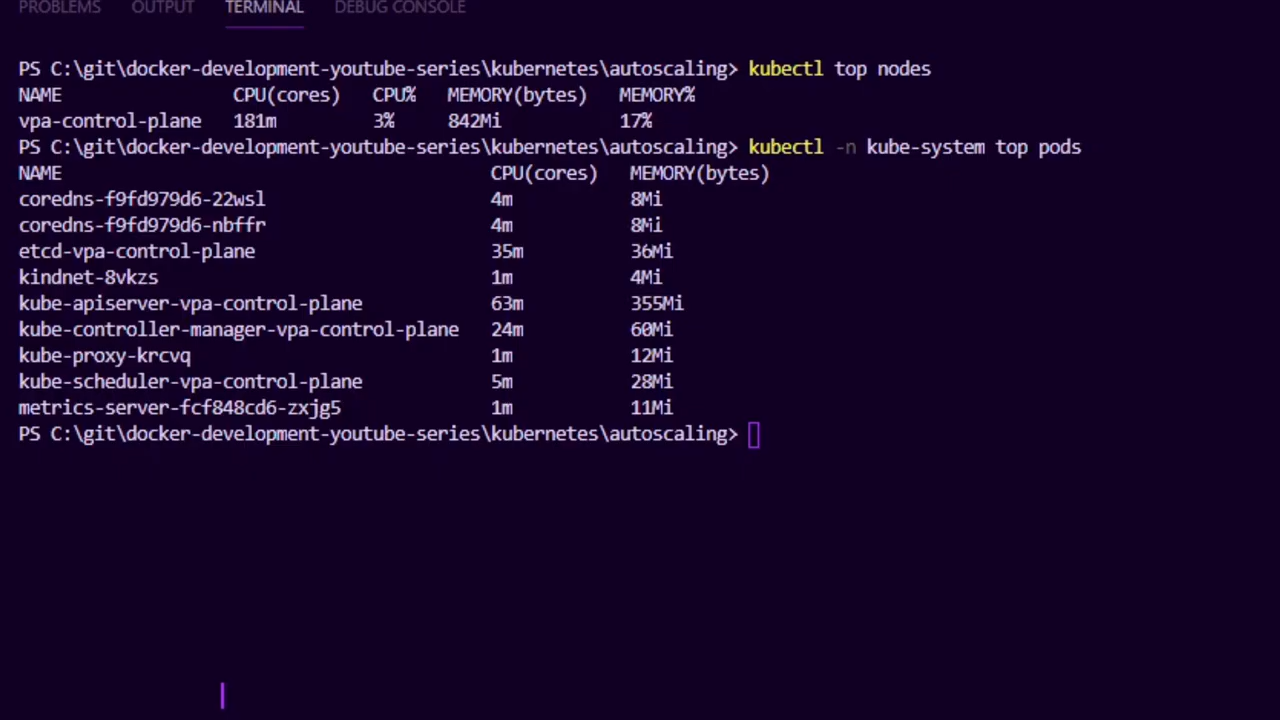 PROBLEMS OUTPUT TERMINAL DEBUG CONSOLE
PS C:\git\docker-development-youtube-series\kubernetes\autoscaling> kubectl top nodes
NAME CPU(cores) CPU% MEMORY(bytes) MEMORY%
vpa-control-plane 181m 3% 842Mi 17%
PS C:\git\docker-development-youtube-series\kubernetes\autoscaling> kubectl -n kube-system top pods
NAME CPU(cores) MEMORY(bytes)
coredns-f9fd979d6-22wsl 4m 8Mi
coredns-f9fd979d6-nbffr 4m 8Mi
etcd-vpa-control-plane 35m 36Mi
kindnet-8vkzs 1m 4Mi
kube-apiserver-vpa-control-plane 63m 355Mi
kube-controller-manager-vpa-control-plane 24m 60Mi
kube-proxy-krcvq 1m 12Mi
kube-scheduler-vpa-control-plane 5m 28Mi
metrics-server-fcf848cd6-zxjg5 1m 11Mi
PS C:\git\docker-development-youtube-series\kubernetes\autoscaling>